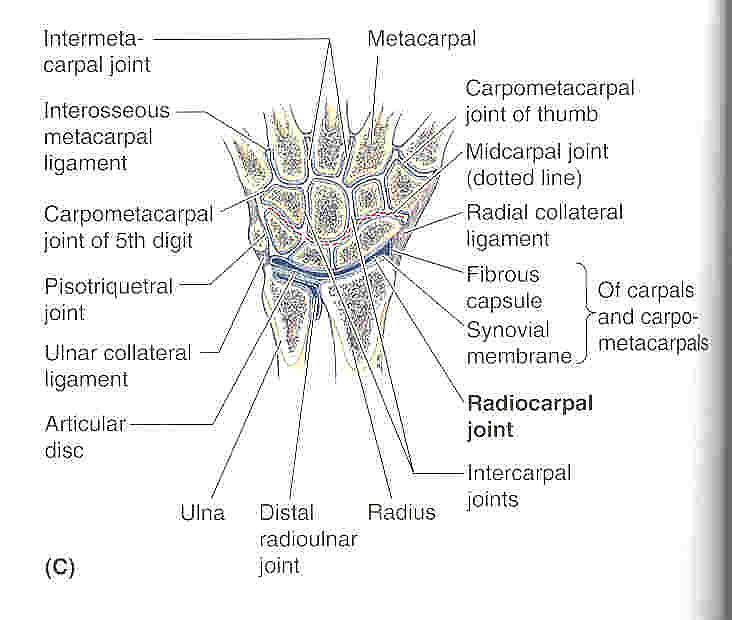 Intermeta-
carpal joint
Metacarpal
Interosseous
metacarpal
ligament
Carpometacarpal
joint of thumb
Midcarpal joint
(dotted line)
Carpometacarpal
joint of 5th digit
Radial collateral
ligament
Pisotriquetral
joint
Fibrous
capsule
Synovial
membrane
Of carpals
and carpo-
metacarpals
Ulnar collateral
ligament
Radiocarpal
joint
Articular
disc
Intercarpal
joints
Ulna
Distal
radioulnar
joint
Radius
(C)